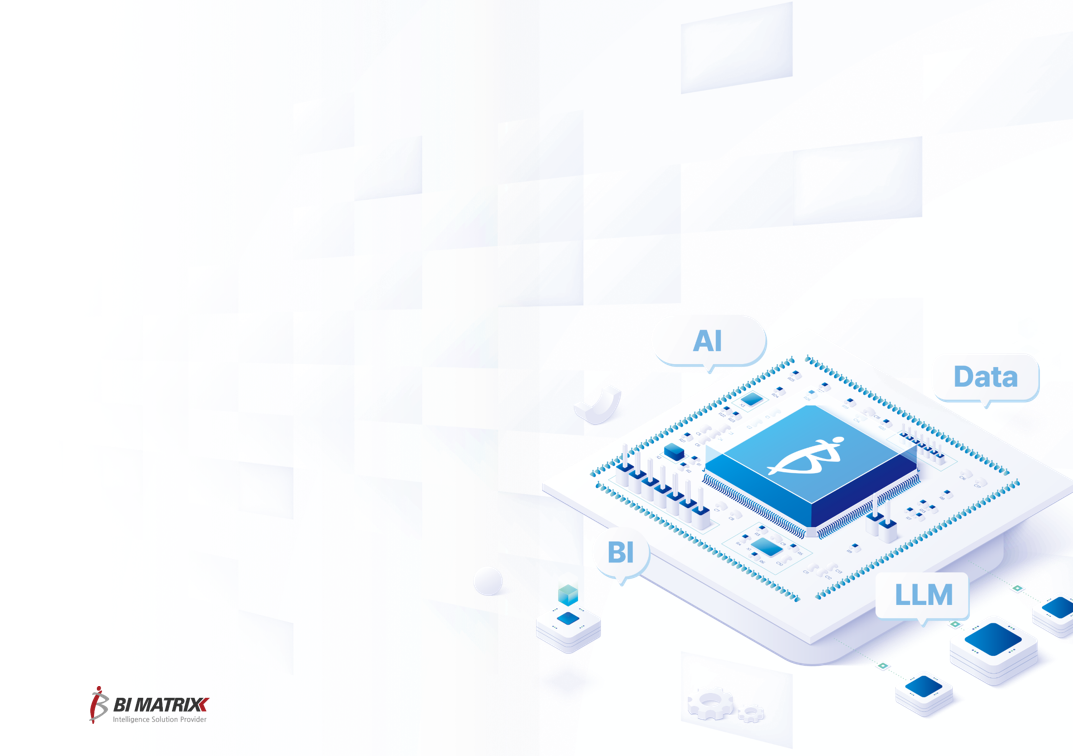 AI
Data
BI
LLM
BI MATRIX
Intelligence Solution Provider